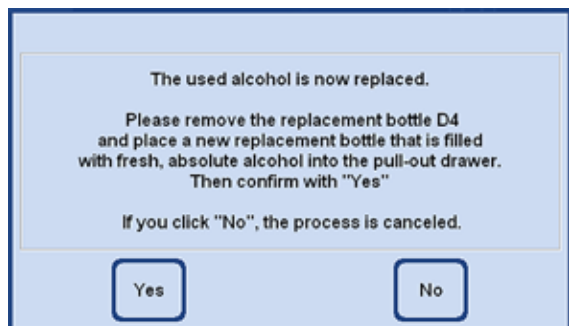 The used alcohol is now replaced.
Please remove the replacement bottle D4
and place a new replacement bottle that is filled
with fresh, absolute alcohol into the pull-out drawer.
Then confirm with "Yes"
If you click "No", the process is canceled.
Yes
No